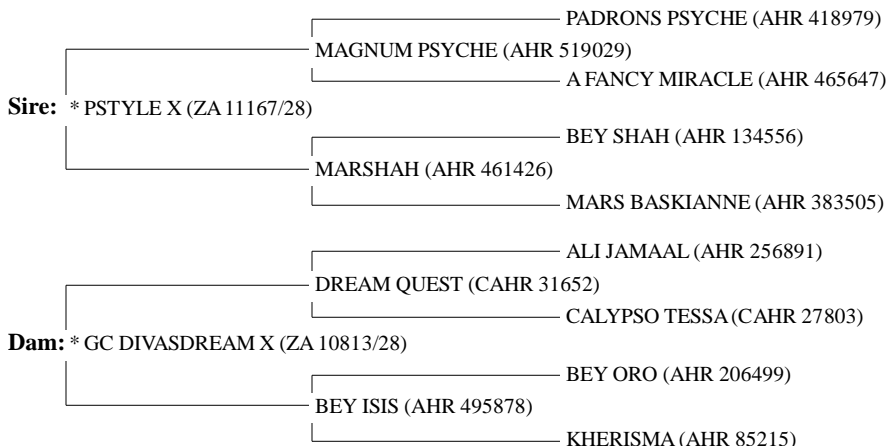 PADRONS PSYCHE (AHR 418979)
MAGNUM PSYCHE (AHR 519029)
A FANCY MIRACLE (AHR 465647)
Sire: * PSTYLE X (ZA 11167/28)
BEY SHAH (AHR 134556)
MARSHAH (AHR 461426)
MARS BASKIANNE (AHR 383505)
ALI JAMAAL (AHR 256891)
DREAM QUEST (CAHR 31652)
CALYPSO TESSA (CAHR 27803)
Dam: * GC DIVASDREAM X (ZA 10813/28)
BEY ORO (AHR 206499)
BEY ISIS (AHR 495878)
KHERISMA (AHR 85215)